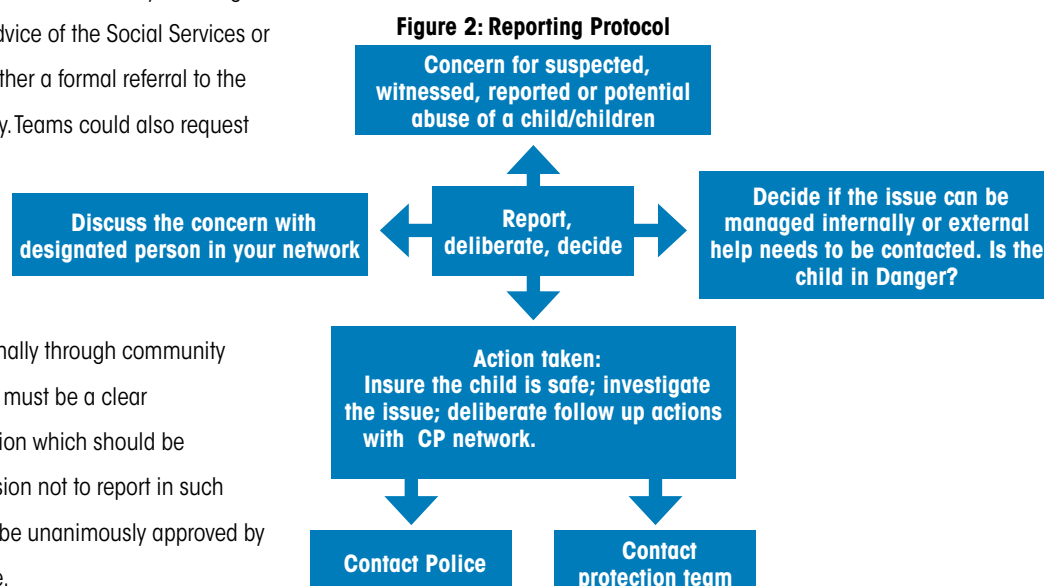 dvice of the Social Services or
ther a formal referral to the
y. Teams could also request
nally through community
must be a clear
ion which should be
sion not to report in such
be unanimously approved by
e.
Figure 2: Reporting Protocol
Concern for suspected,
witnessed, reported or potential
abuse of a child/children
Discuss the concern with
designated person in your network
Report,
deliberate, decide
Decide if the issue can be
managed internally or external
help needs to be contacted. Is the
child in Danger?
Action taken:
Insure the child is safe; investigate
the issue; deliberate follow up actions
with CP network.
Contact Police
Contact
protection team